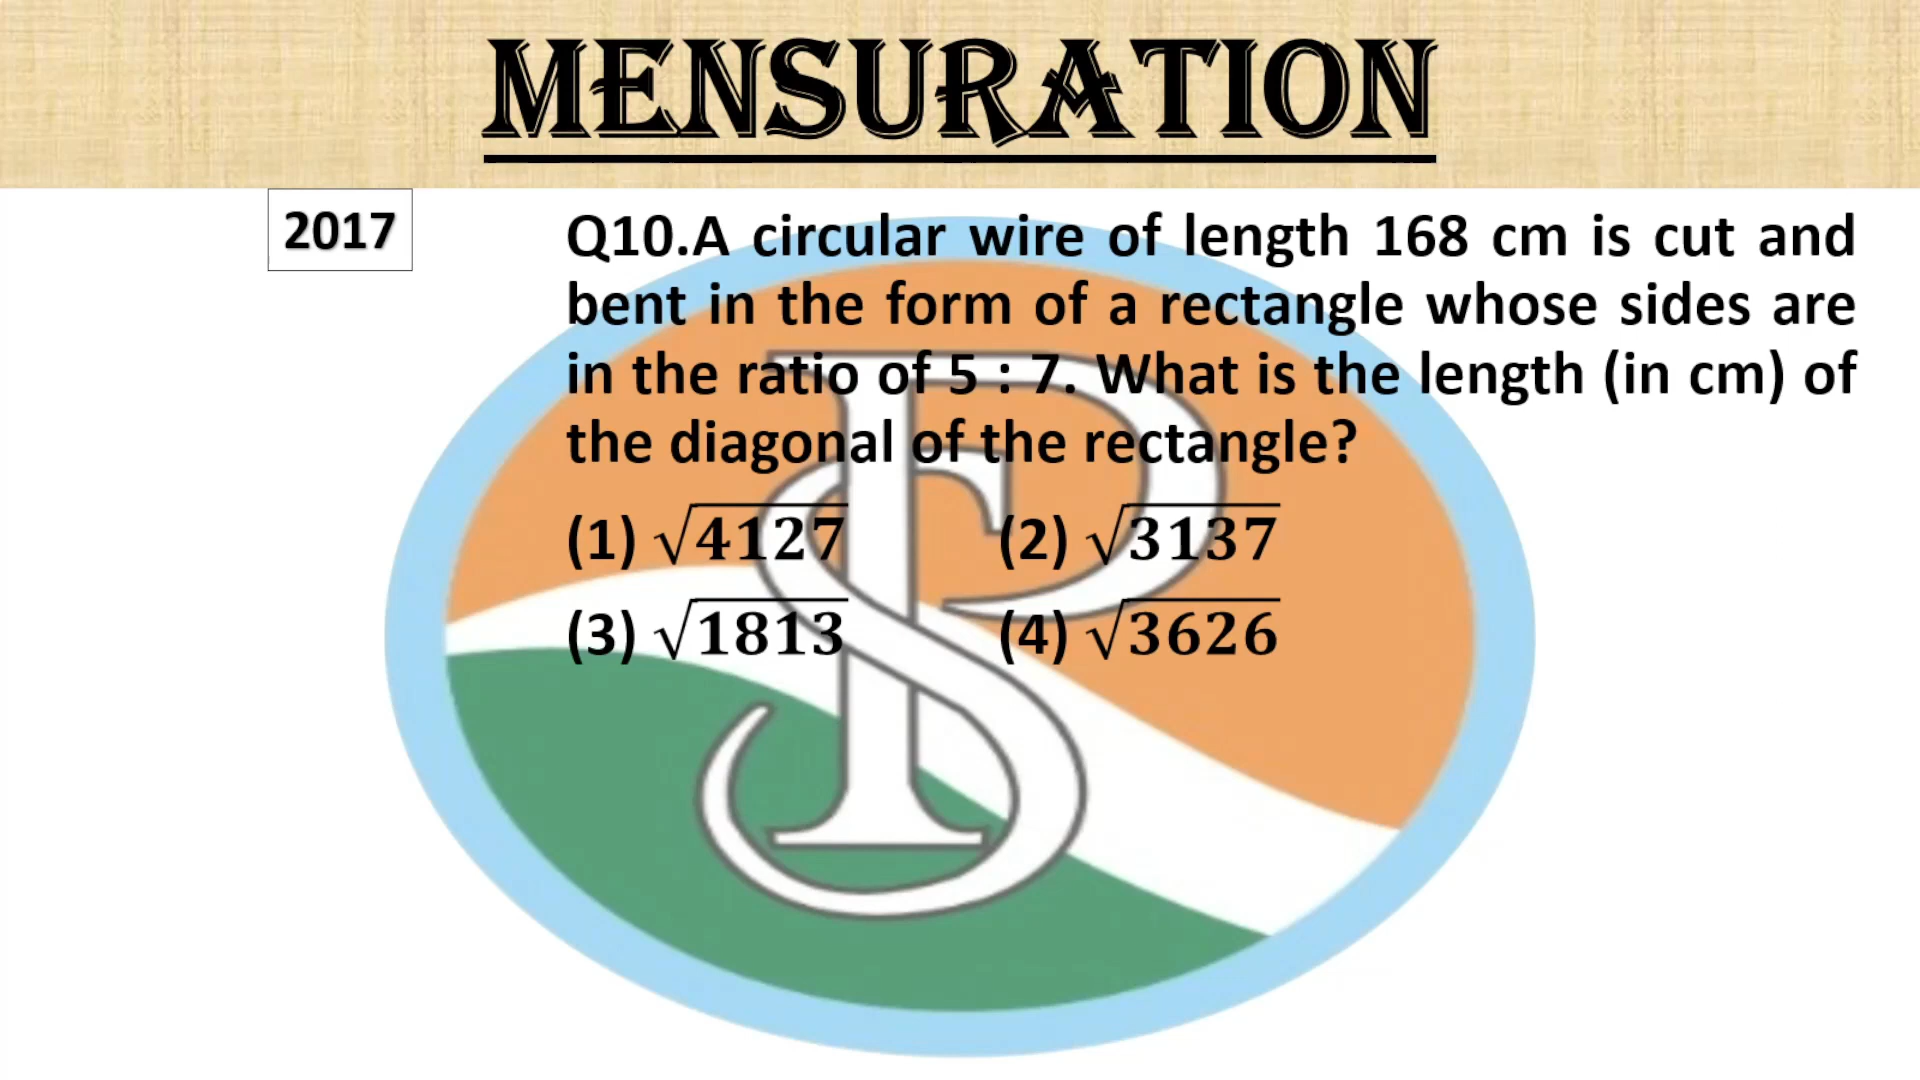 MENSURATION
2017
Q10.A circular wire of length 168 cm is cut and
bent in the form of a rectangle whose sides are
in the ratio of 5 : 7. What is the length (in cm) of
the diagonal of the rectangle?
(1) √4127 (2) √3137
(3) √1813 (4) √3626